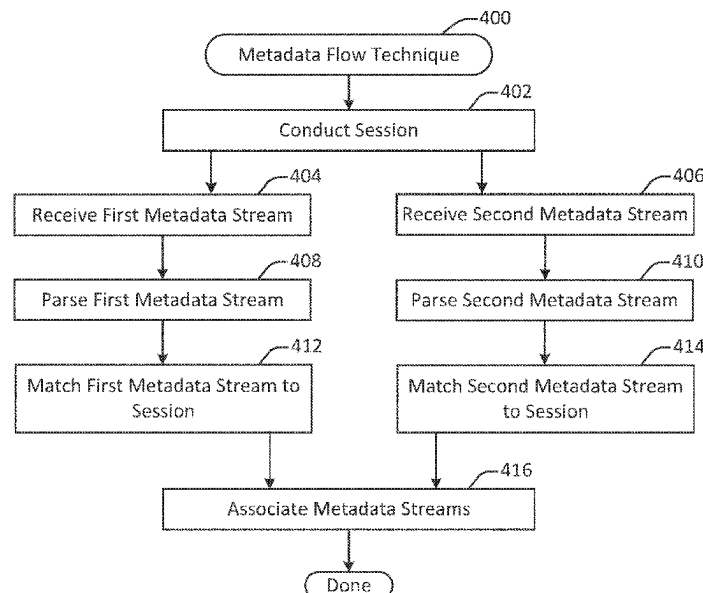 400
Metadata Flow Technique
402
Conduct Session
404
Receive First Metadata Stream
406
Receive Second Metadata Stream
408
Parse First Metadata Stream
410
Parse Second Metadata Stream
412
Match First Metadata Stream to
Session
414
Match Second Metadata Stream
to Session
416
Associate Metadata Streams
Done